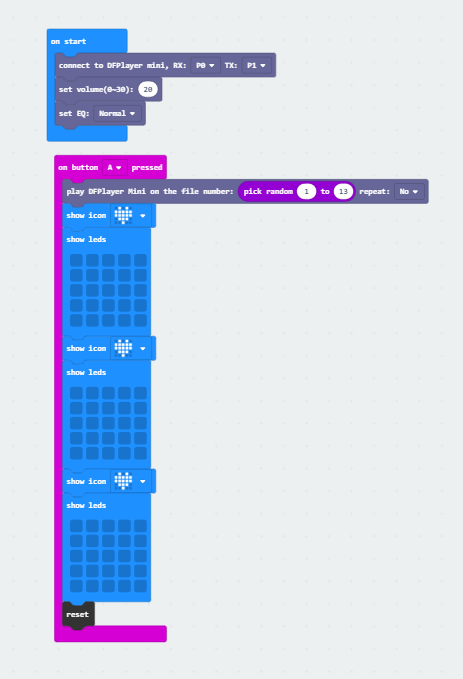 on start
connect to DFPlayer mini, RX: P0 TX: P1
set volume(0~30): 20
set EQ: Normal
on button A pressed
play DFPlayer Mini on the file number: pick random 1 to 13 repeat: No
show icon
show leds
show icon
show leds
show icon
show leds
reset